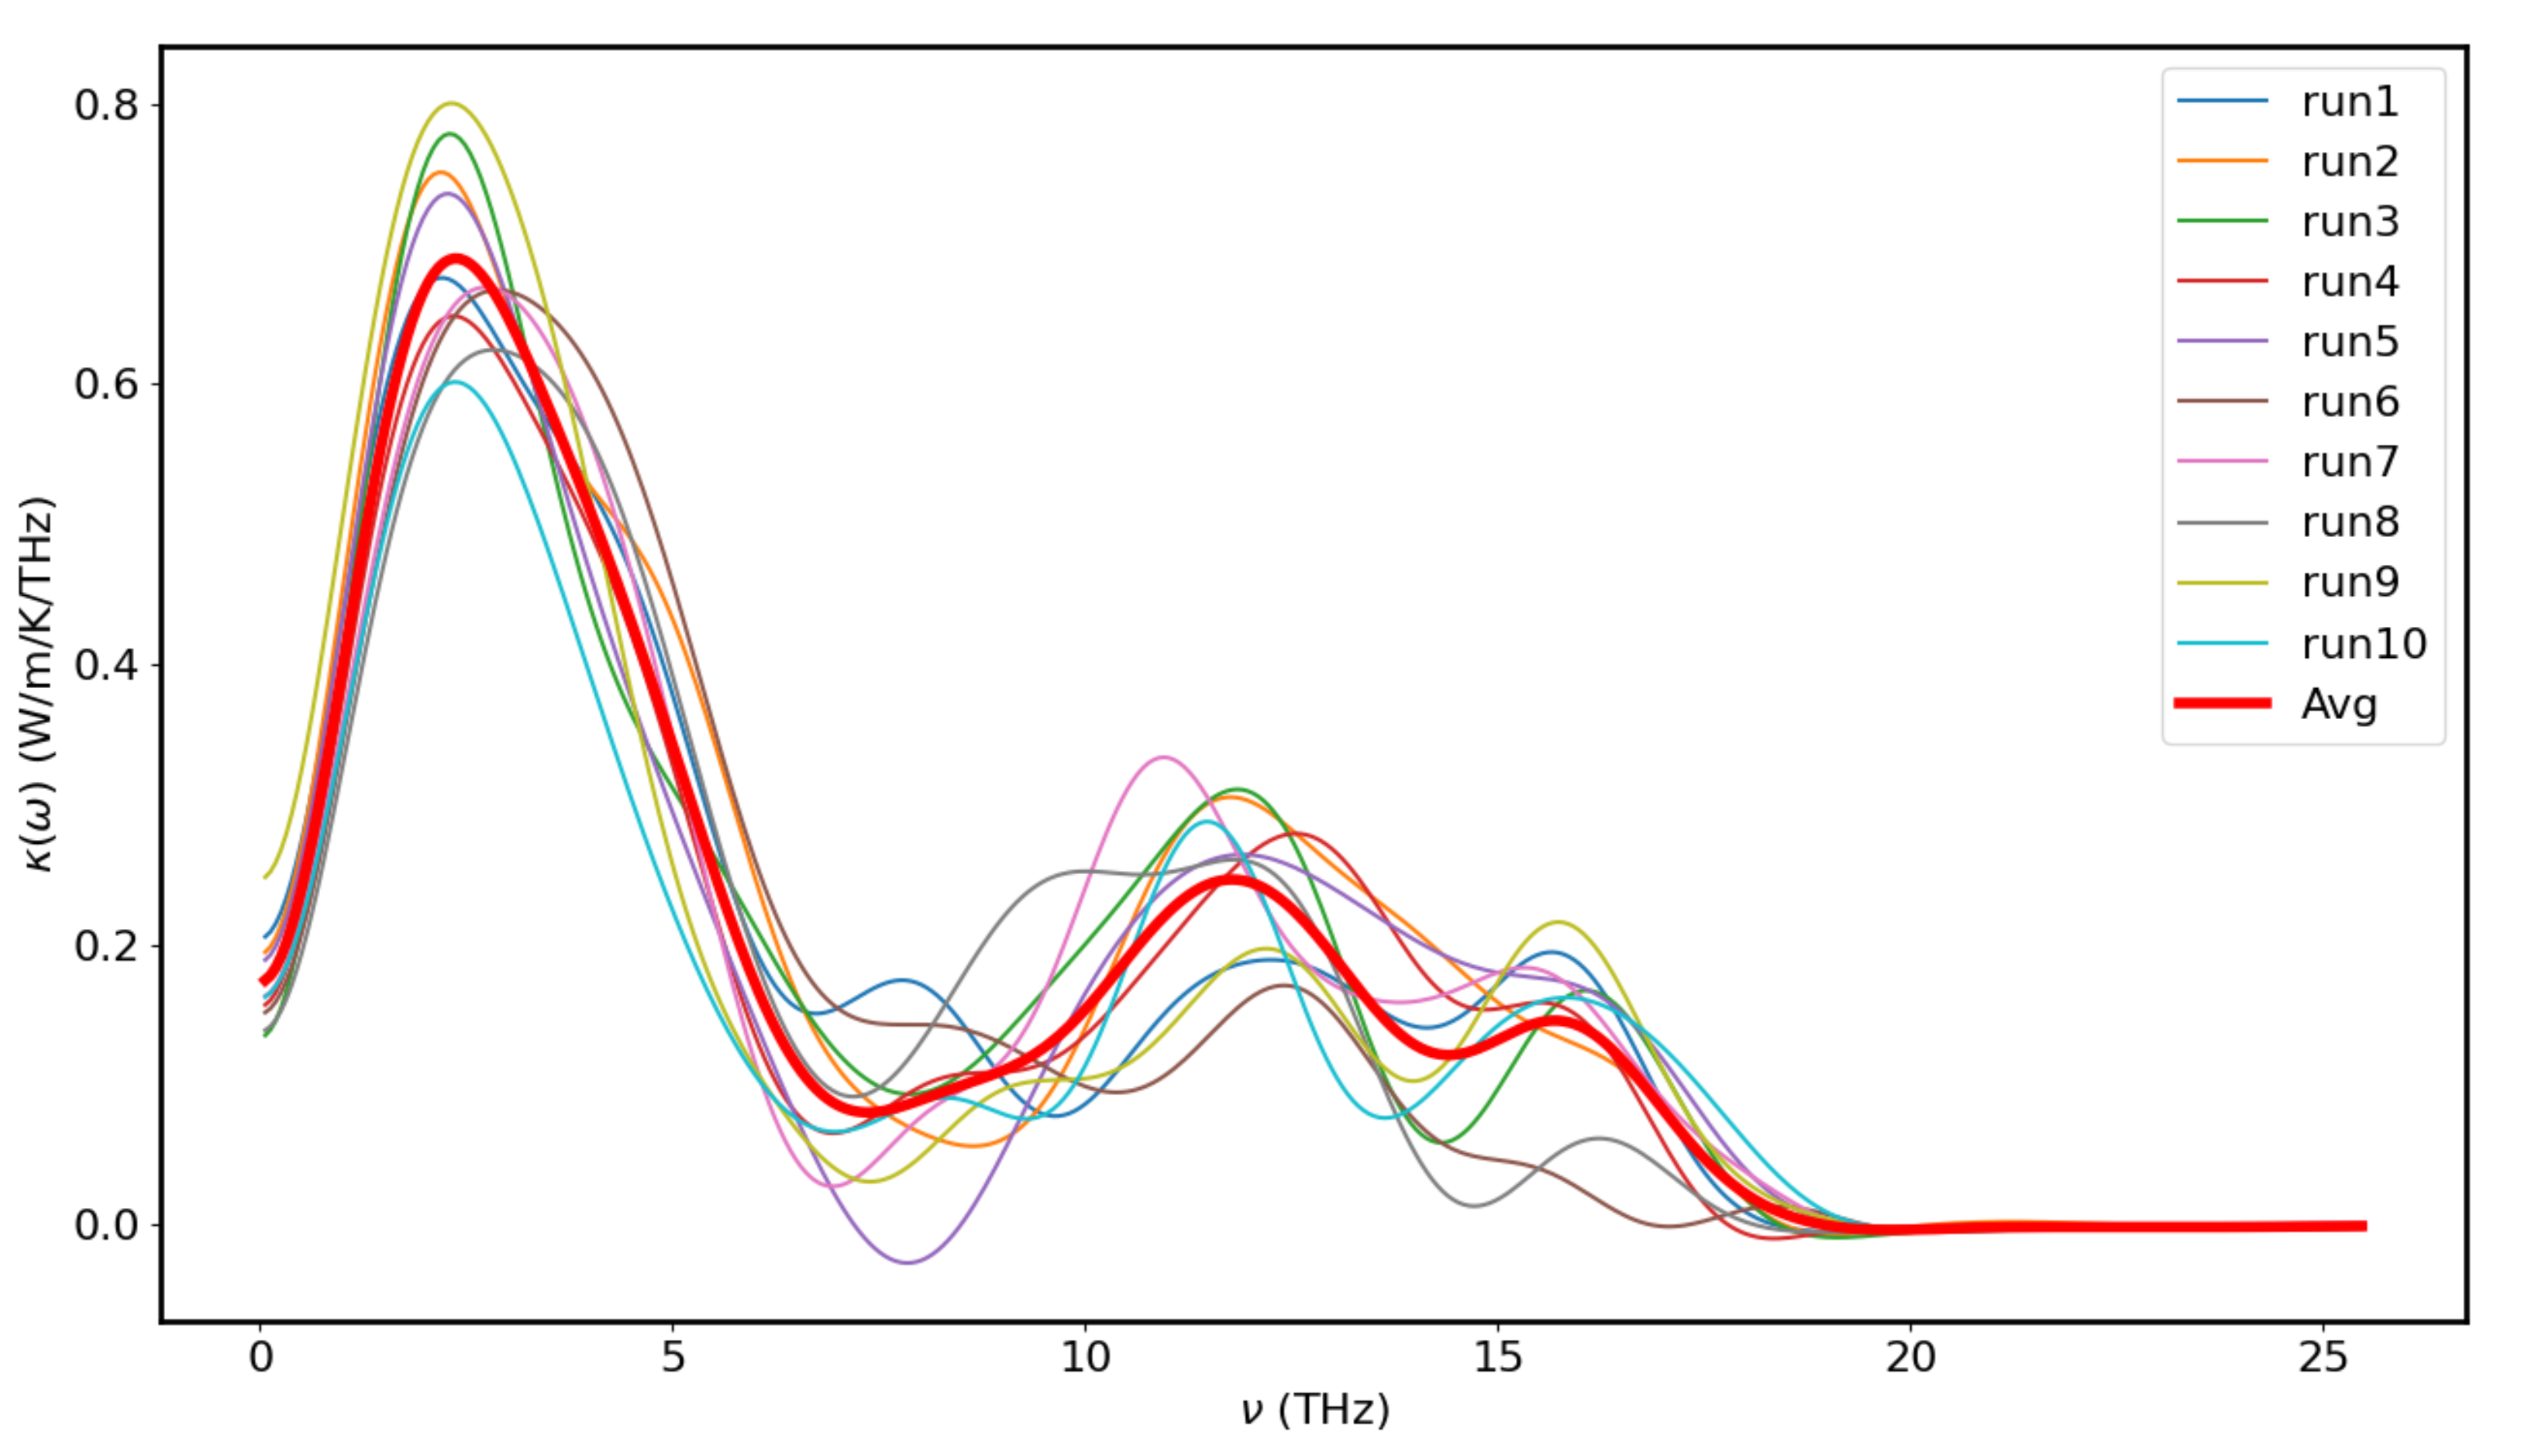 0.8
0.6
0.4
0.2
0.0
κ(ω) (W/m/K/THz)
0 5 10 15 20 25
ν (THz)
run1
run2
run3
run4
run5
run6
run7
run8
run9
run10
Avg